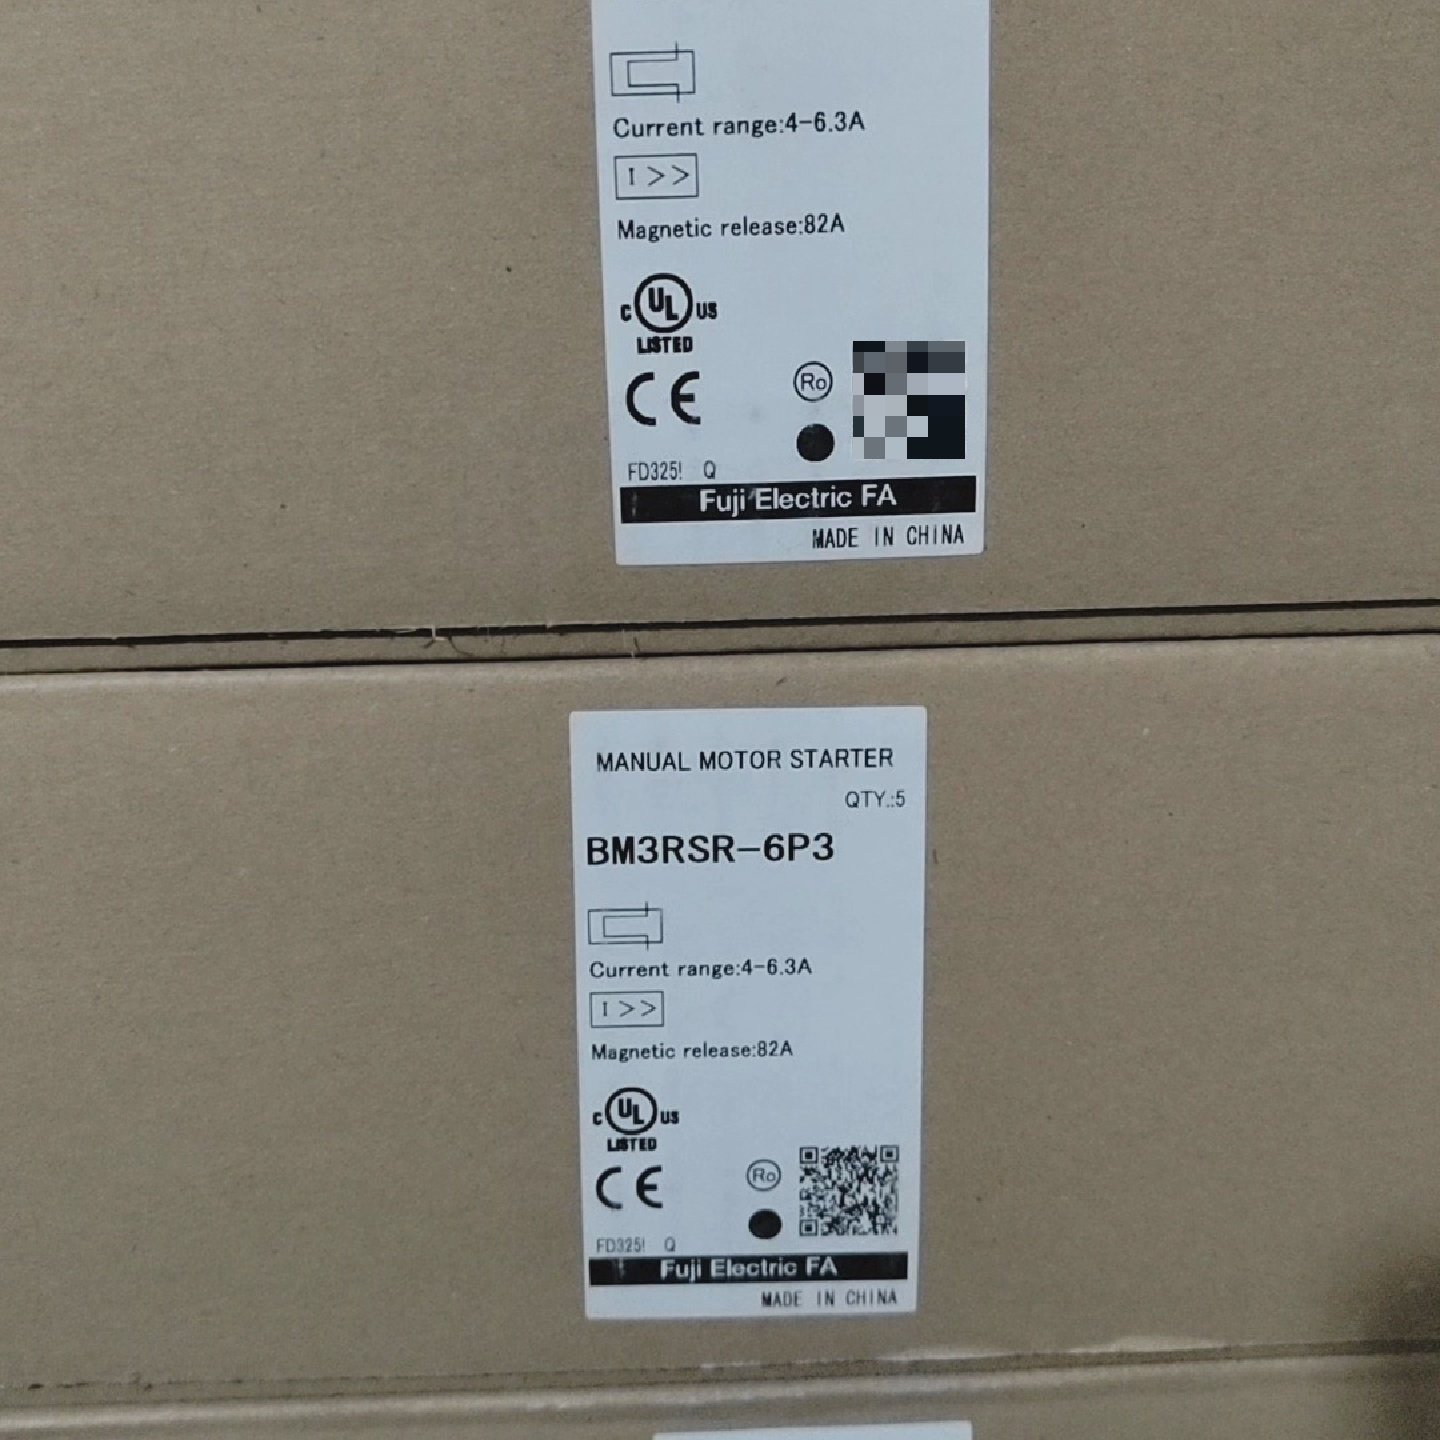 Current range:4-6.3A
I >>
Magnetic release:82A
C UL US
LISTED
CE
Ro
FD325! Q
Fuji Electric FA
MADE IN CHINA
MANUAL MOTOR STARTER
QTY.:5
BM3RSR-6P3
Current range:4-6.3A
I >>
Magnetic release:82A
C UL US
LISTED
CE
Ro
FD325! Q
Fuji Electric FA
MADE IN CHINA